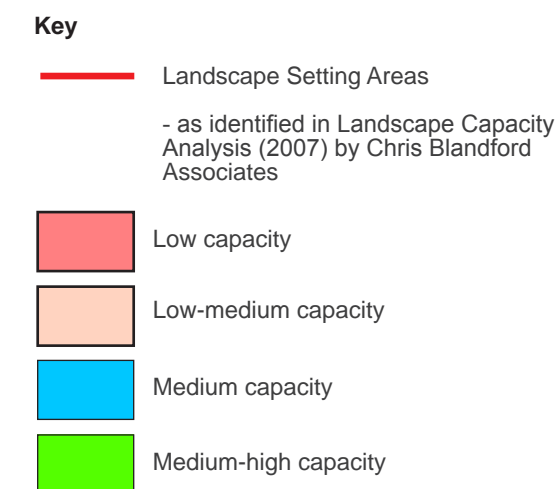 Key
Landscape Setting Areas
- as identified in Landscape Capacity
Analysis (2007) by Chris Blandford
Associates
Low capacity
Low-medium capacity
Medium capacity
Medium-high capacity